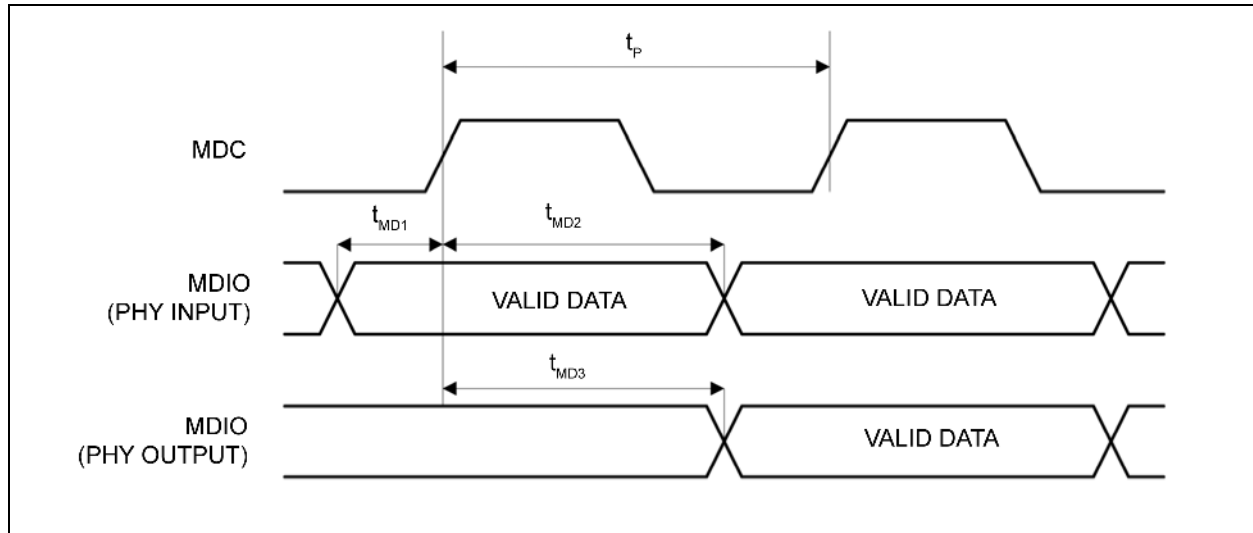 tP
MDC
tMD1
tMD2
MDIO
(PHY INPUT)
VALID DATA
VALID DATA
tMD3
MDIO
(PHY OUTPUT)
VALID DATA